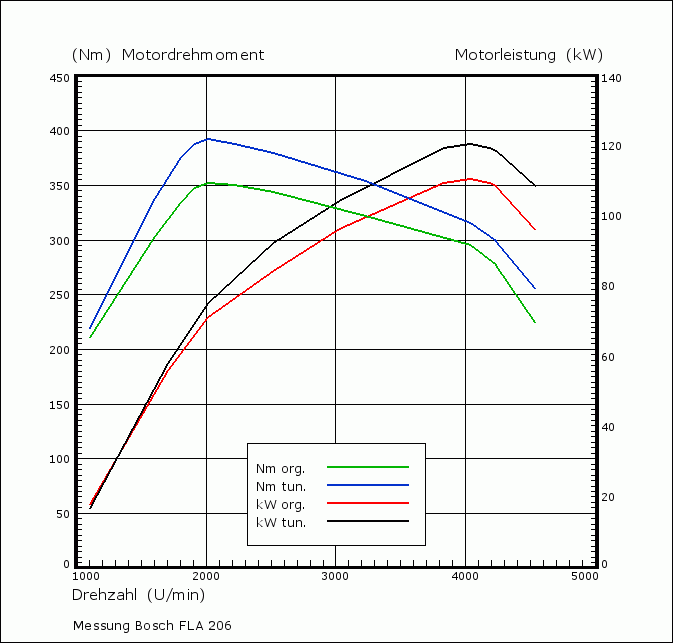 (Nm) Motordrehmoment Motorleistung (kW)
450 140
400 120
350 100
300
250 80
200 60
150 40
100 20
50
0 0
Nm org.
Nm tun.
kW org.
kW tun.
1000 2000 3000 4000 5000
Drehzahl (U/min)
Messung Bosch FLA 206